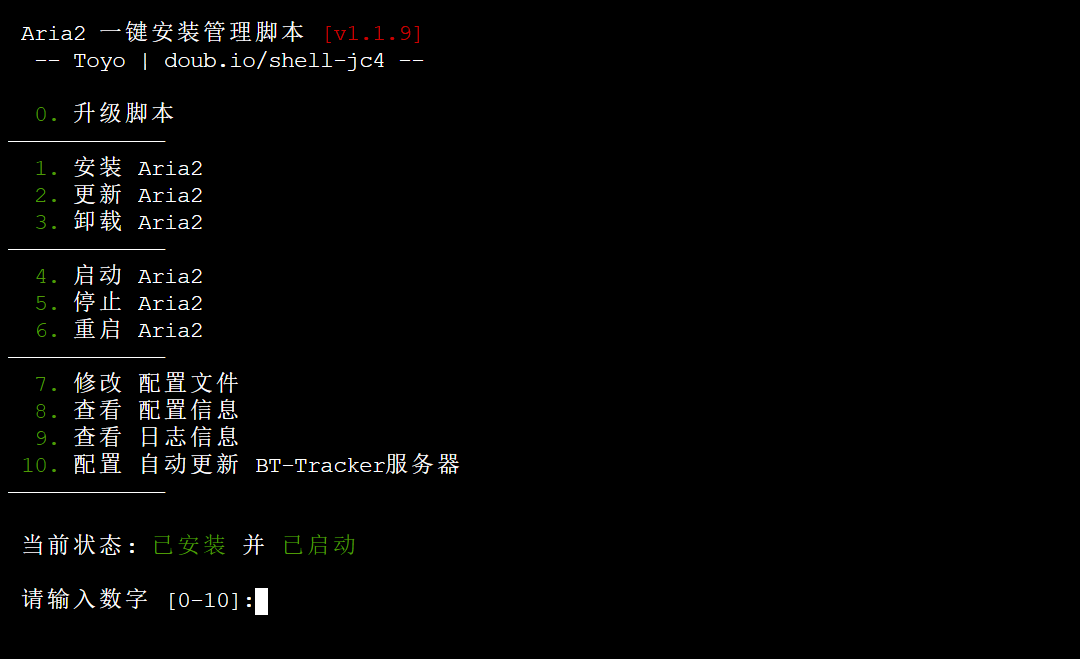 Aria2 一键安装管理脚本 [v1.1.9]
-- Toyo | doub.io/shell-jc4 --
0. 升级脚本
————————————
1. 安装 Aria2
2. 更新 Aria2
3. 卸载 Aria2
————————————
4. 启动 Aria2
5. 停止 Aria2
6. 重启 Aria2
————————————
7. 修改 配置文件
8. 查看 配置信息
9. 查看 日志信息
10. 配置 自动更新 BT-Tracker服务器
————————————
当前状态: 已安装 并 已启动
请输入数字 [0-10]: